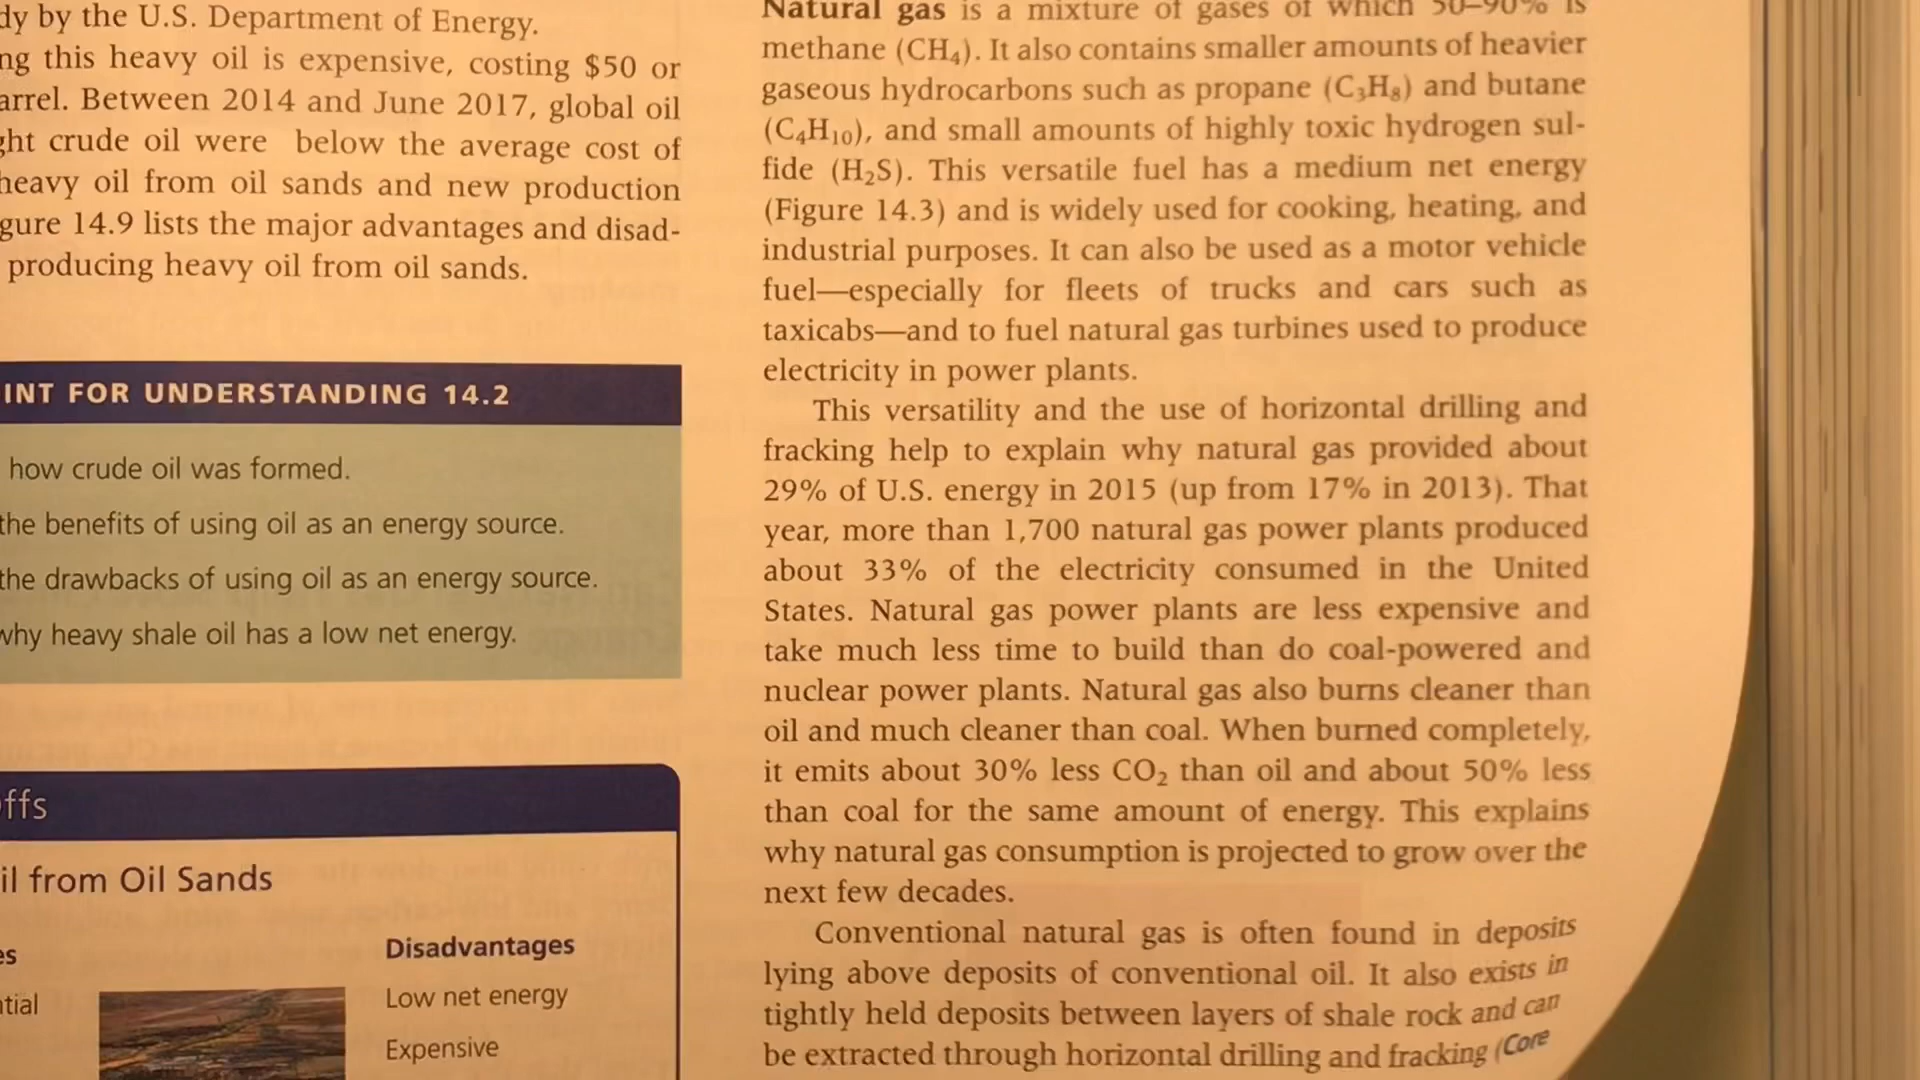 dy by the U.S. Department of Energy.
ng this heavy oil is expensive, costing $50 or
arrel. Between 2014 and June 2017, global oil
ght crude oil were below the average cost of
heavy oil from oil sands and new production
gure 14.9 lists the major advantages and disad-
producing heavy oil from oil sands.
INT FOR UNDERSTANDING 14.2
how crude oil was formed.
the benefits of using oil as an energy source.
the drawbacks of using oil as an energy source.
why heavy shale oil has a low net energy.
offs
il from Oil Sands
es
ntial
Disadvantages
Low net energy
Expensive
Natural gas is a mixture of gases of which 50–90% is
methane (CH₄). It also contains smaller amounts of heavier
gaseous hydrocarbons such as propane (C₃H₈) and butane
(C₄H₁₀), and small amounts of highly toxic hydrogen sul-
fide (H₂S). This versatile fuel has a medium net energy
(Figure 14.3) and is widely used for cooking, heating, and
industrial purposes. It can also be used as a motor vehicle
fuel—especially for fleets of trucks and cars such as
taxicabs—and to fuel natural gas turbines used to produce
electricity in power plants.
This versatility and the use of horizontal drilling and
fracking help to explain why natural gas provided about
29% of U.S. energy in 2015 (up from 17% in 2013). That
year, more than 1,700 natural gas power plants produced
about 33% of the electricity consumed in the United
States. Natural gas power plants are less expensive and
take much less time to build than do coal-powered and
nuclear power plants. Natural gas also burns cleaner than
oil and much cleaner than coal. When burned completely,
it emits about 30% less CO₂ than oil and about 50% less
than coal for the same amount of energy. This explains
why natural gas consumption is projected to grow over the
next few decades.
Conventional natural gas is often found in deposits
lying above deposits of conventional oil. It also exists in
tightly held deposits between layers of shale rock and can
be extracted through horizontal drilling and fracking (Core